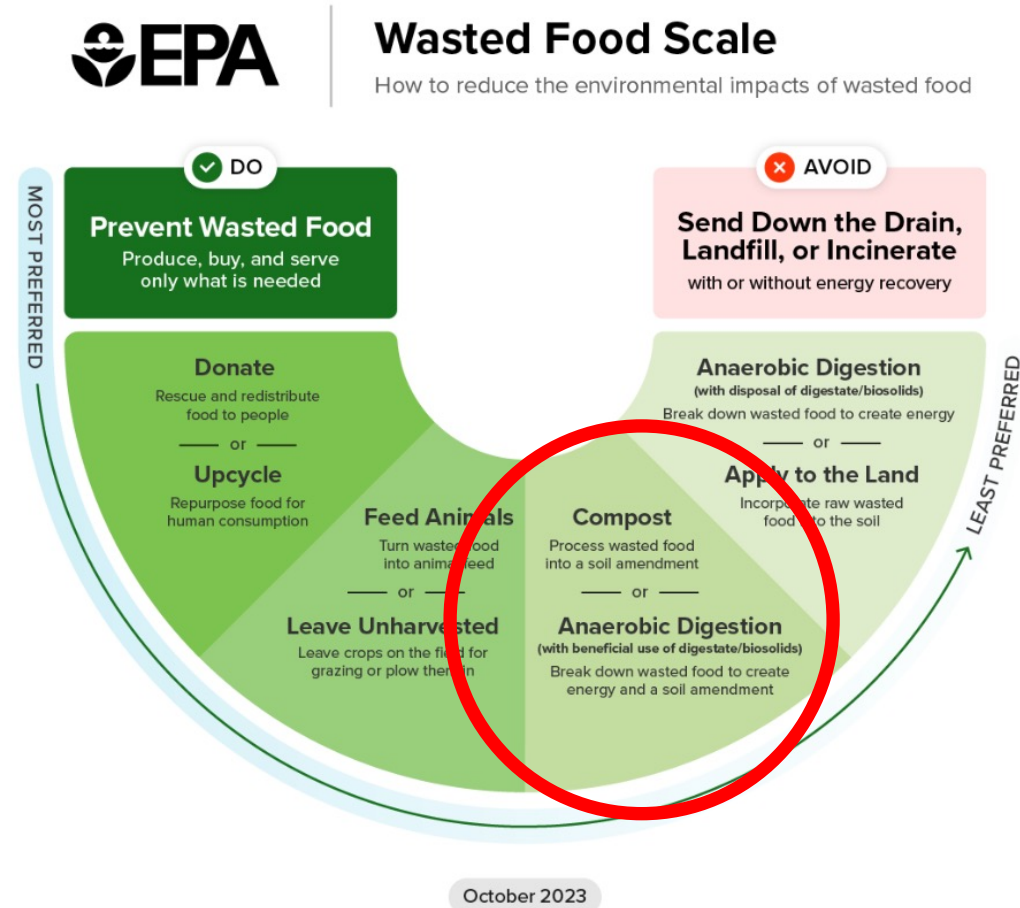 EPA
Wasted Food Scale
How to reduce the environmental impacts of wasted food
MOST PREFERRED
DO
Prevent Wasted Food
Produce, buy, and serve
only what is needed
Donate
Rescue and redistribute
food to people
or
Upcycle
Repurpose food for
human consumption
Feed Animals
Turn wasted food
into animal feed
or
Leave Unharvested
Leave crops on the field for
grazing or plow them in
Compost
Process wasted food
into a soil amendment
or
Anaerobic Digestion
(with beneficial use of digestate/biosolids)
Break down wasted food to create
energy and a soil amendment
Anaerobic Digestion
(with disposal of digestate/biosolids)
Break down wasted food to create energy
or
Apply to the Land
Incorporate raw wasted
food into the soil
AVOID
Send Down the Drain,
Landfill, or Incinerate
with or without energy recovery
LEAST PREFERRED
October 2023